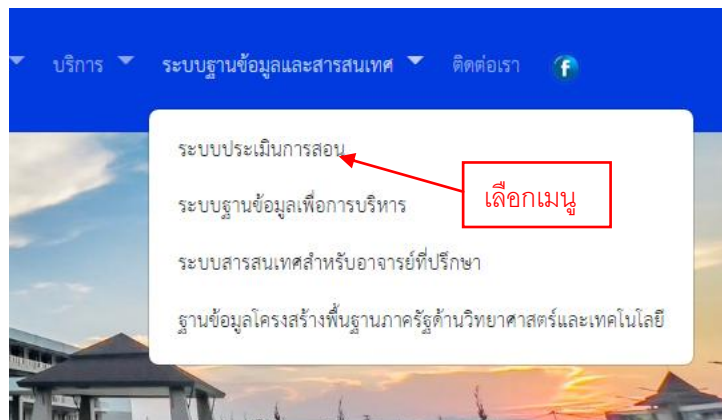 บริการ ระบบฐานข้อมูลและสารสนเทศ ติดต่อเรา f
ระบบประเมินการสอน
เลือกเมนู
ระบบฐานข้อมูลเพื่อการบริหาร
ระบบสารสนเทศสำหรับอาจารย์ที่ปรึกษา
ฐานข้อมูลโครงสร้างพื้นฐานภาครัฐด้านวิทยาศาสตร์และเทคโนโลยี